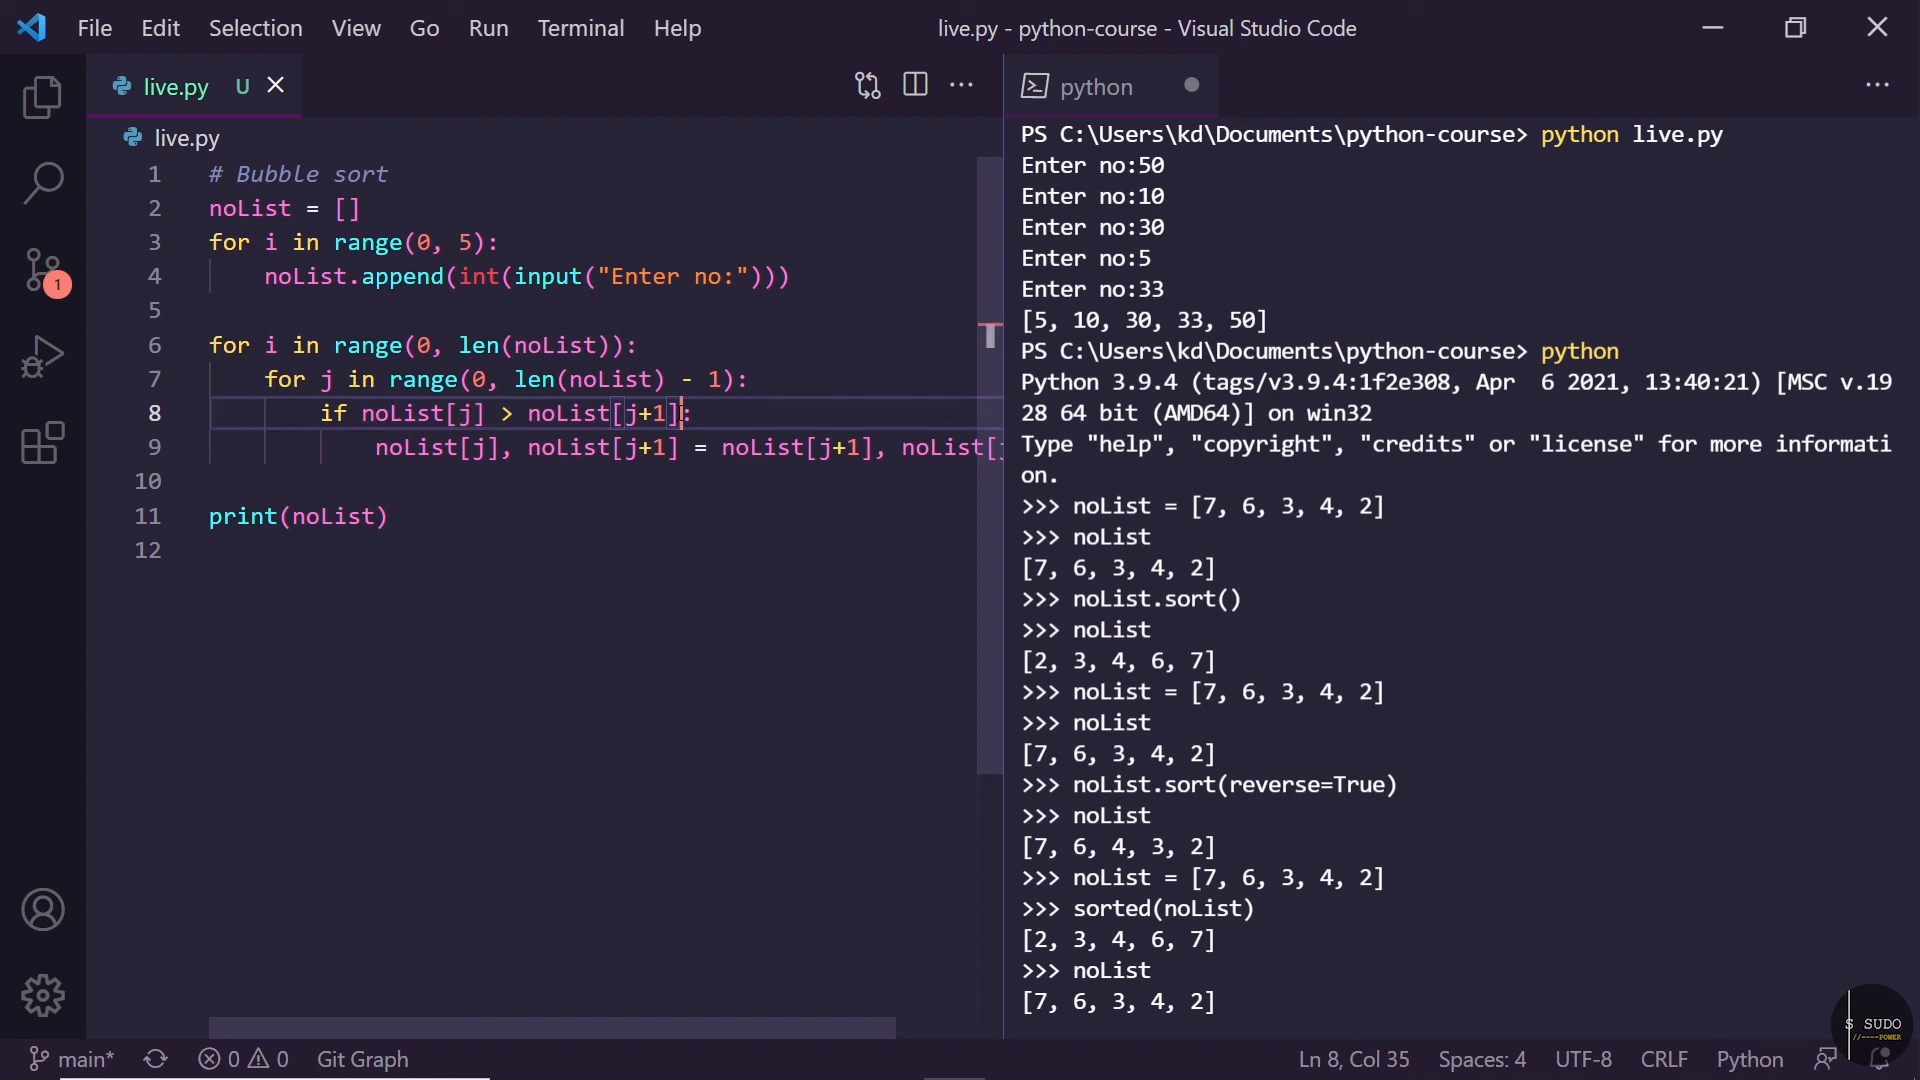 File Edit Selection View Go Run Terminal Help
live.py - python-course - Visual Studio Code
live.py U
live.py
1 # Bubble sort
2 noList = []
3 for i in range(0, 5):
4 noList.append(int(input("Enter no:")))
5
6 for i in range(0, len(noList)):
7 for j in range(0, len(noList) - 1):
8 if noList[j] > noList[j+1]:
9 noList[j], noList[j+1] = noList[j+1], noList[j
10
11 print(noList)
12
1
python
PS C:\Users\kd\Documents\python-course> python live.py
Enter no:50
Enter no:10
Enter no:30
Enter no:5
Enter no:33
[5, 10, 30, 33, 50]
PS C:\Users\kd\Documents\python-course> python
Python 3.9.4 (tags/v3.9.4:1f2e308, Apr  6 2021, 13:40:21) [MSC v.19
28 64 bit (AMD64)] on win32
Type "help", "copyright", "credits" or "license" for more informati
on.
>>> noList = [7, 6, 3, 4, 2]
>>> noList
[7, 6, 3, 4, 2]
>>> noList.sort()
>>> noList
[2, 3, 4, 6, 7]
>>> noList = [7, 6, 3, 4, 2]
>>> noList
[7, 6, 3, 4, 2]
>>> noList.sort(reverse=True)
>>> noList
[7, 6, 4, 3, 2]
>>> noList = [7, 6, 3, 4, 2]
>>> sorted(noList)
[2, 3, 4, 6, 7]
>>> noList
[7, 6, 3, 4, 2]
$ SUDO
//----POWER
main* 0 0 Git Graph
Ln 8, Col 35 Spaces: 4 UTF-8 CRLF Python